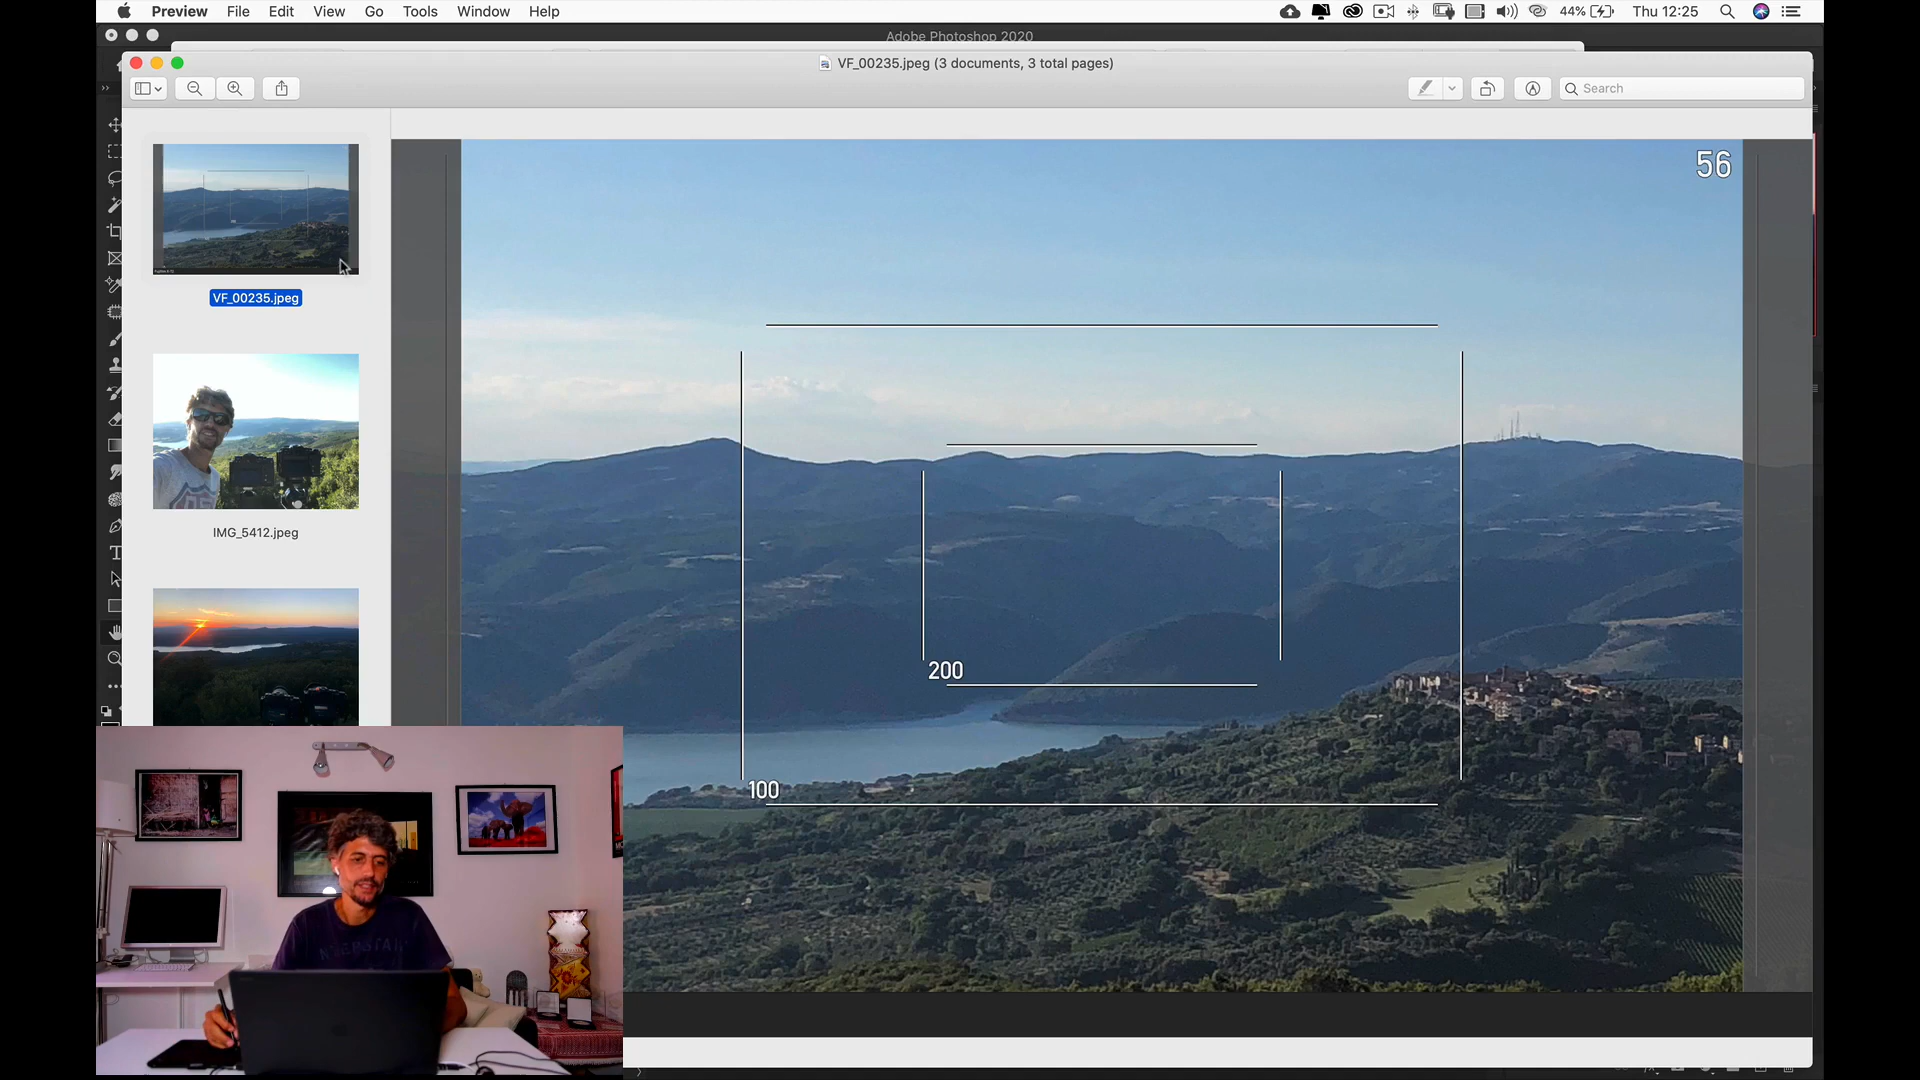 Preview File Edit View Go Tools Window Help
44% Thu 12:25
Adobe Photoshop 2020
VF_00235.jpeg (3 documents, 3 total pages)
Search
56
VF_00235.jpeg
IMG_5412.jpeg
200
100